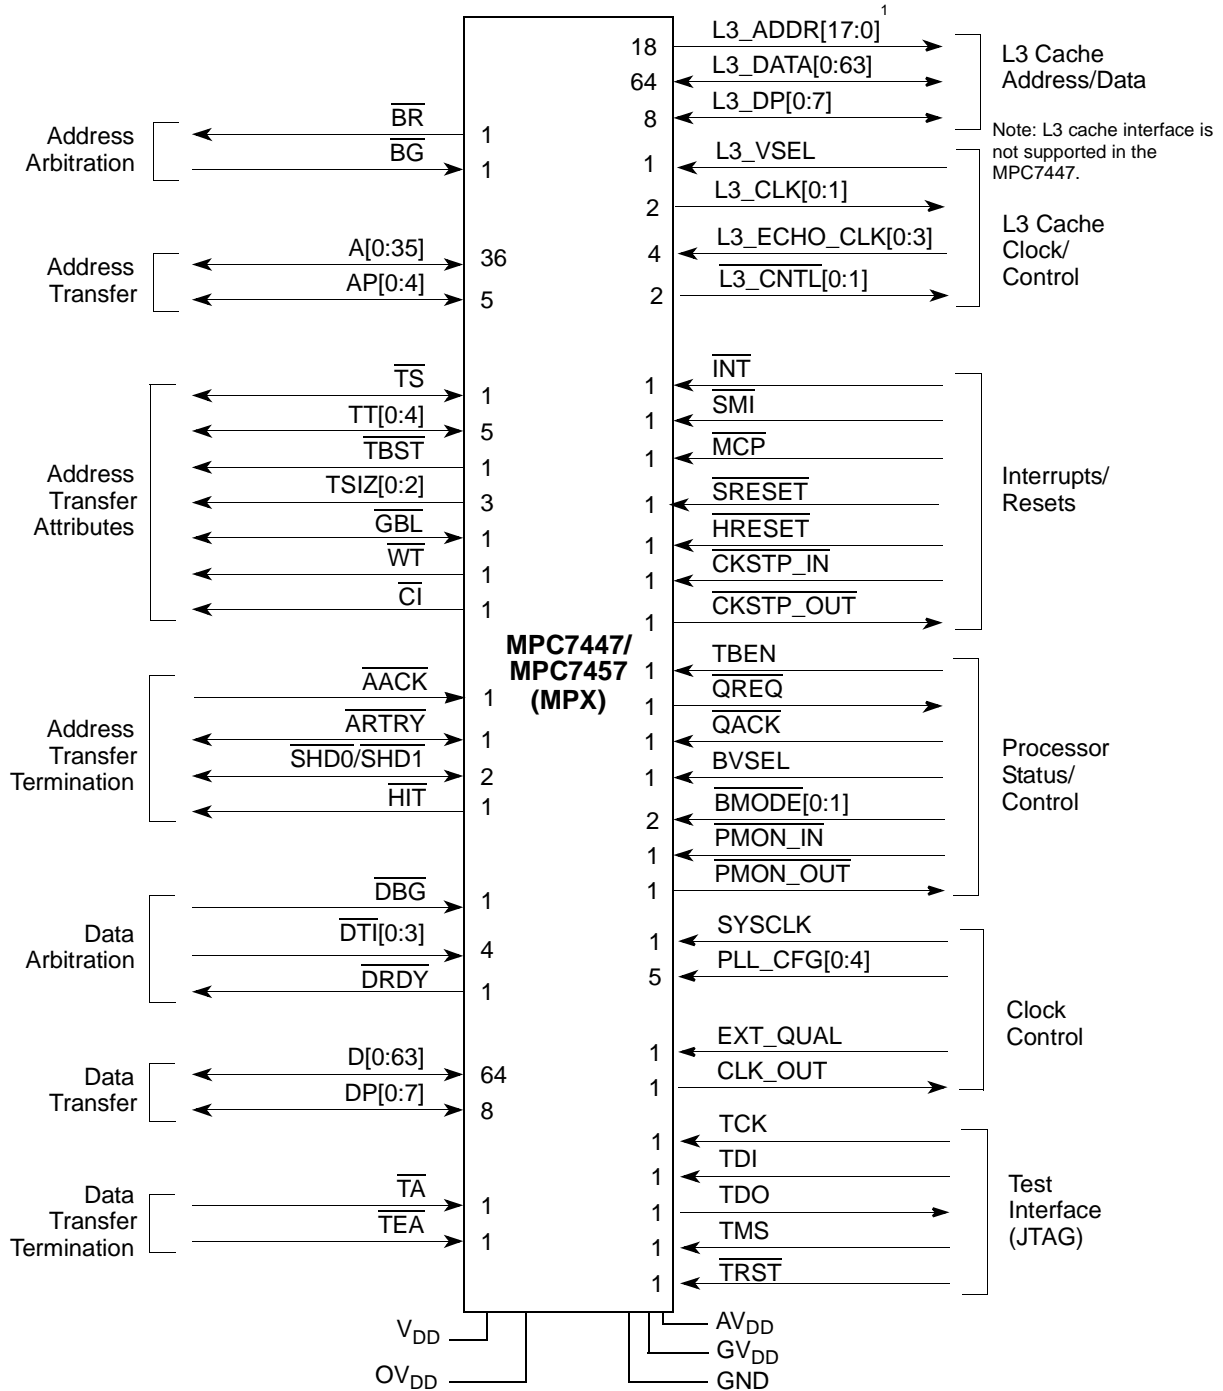 1
18 L3_ADDR[17:0]
64 L3_DATA[0:63]
8 L3_DP[0:7]
L3 Cache
Address/Data
Note: L3 cache interface is
not supported in the
MPC7447.
1 L3_VSEL
2 L3_CLK[0:1]
4 L3_ECHO_CLK[0:3]
2 L3_CNTL[0:1]
L3 Cache
Clock/
Control
Address
Arbitration
BR 1
BG 1
Address
Transfer
A[0:35] 36
AP[0:4] 5
Address
Transfer
Attributes
TS 1
TT[0:4] 5
TBST 1
TSIZ[0:2] 3
GBL 1
WT 1
CI 1
1 INT
1 SMI
1 MCP
1 SRESET
1 HRESET
1 CKSTP_IN
1 CKSTP_OUT
Interrupts/
Resets
MPC7447/
MPC7457
(MPX)
Address
Transfer
Termination
AACK 1
ARTRY 1
SHD0/SHD1 2
HIT 1
1 TBEN
1 QREQ
1 QACK
1 BVSEL
2 BMODE[0:1]
1 PMON_IN
1 PMON_OUT
Processor
Status/
Control
Data
Arbitration
DBG 1
DTI[0:3] 4
DRDY 1
1 SYSCLK
5 PLL_CFG[0:4]
1 EXT_QUAL
1 CLK_OUT
Clock
Control
Data
Transfer
D[0:63] 64
DP[0:7] 8
Data
Transfer
Termination
TA 1
TEA 1
1 TCK
1 TDI
1 TDO
1 TMS
1 TRST
Test
Interface
(JTAG)
VDD
OVDD
AVDD
GVDD
GND